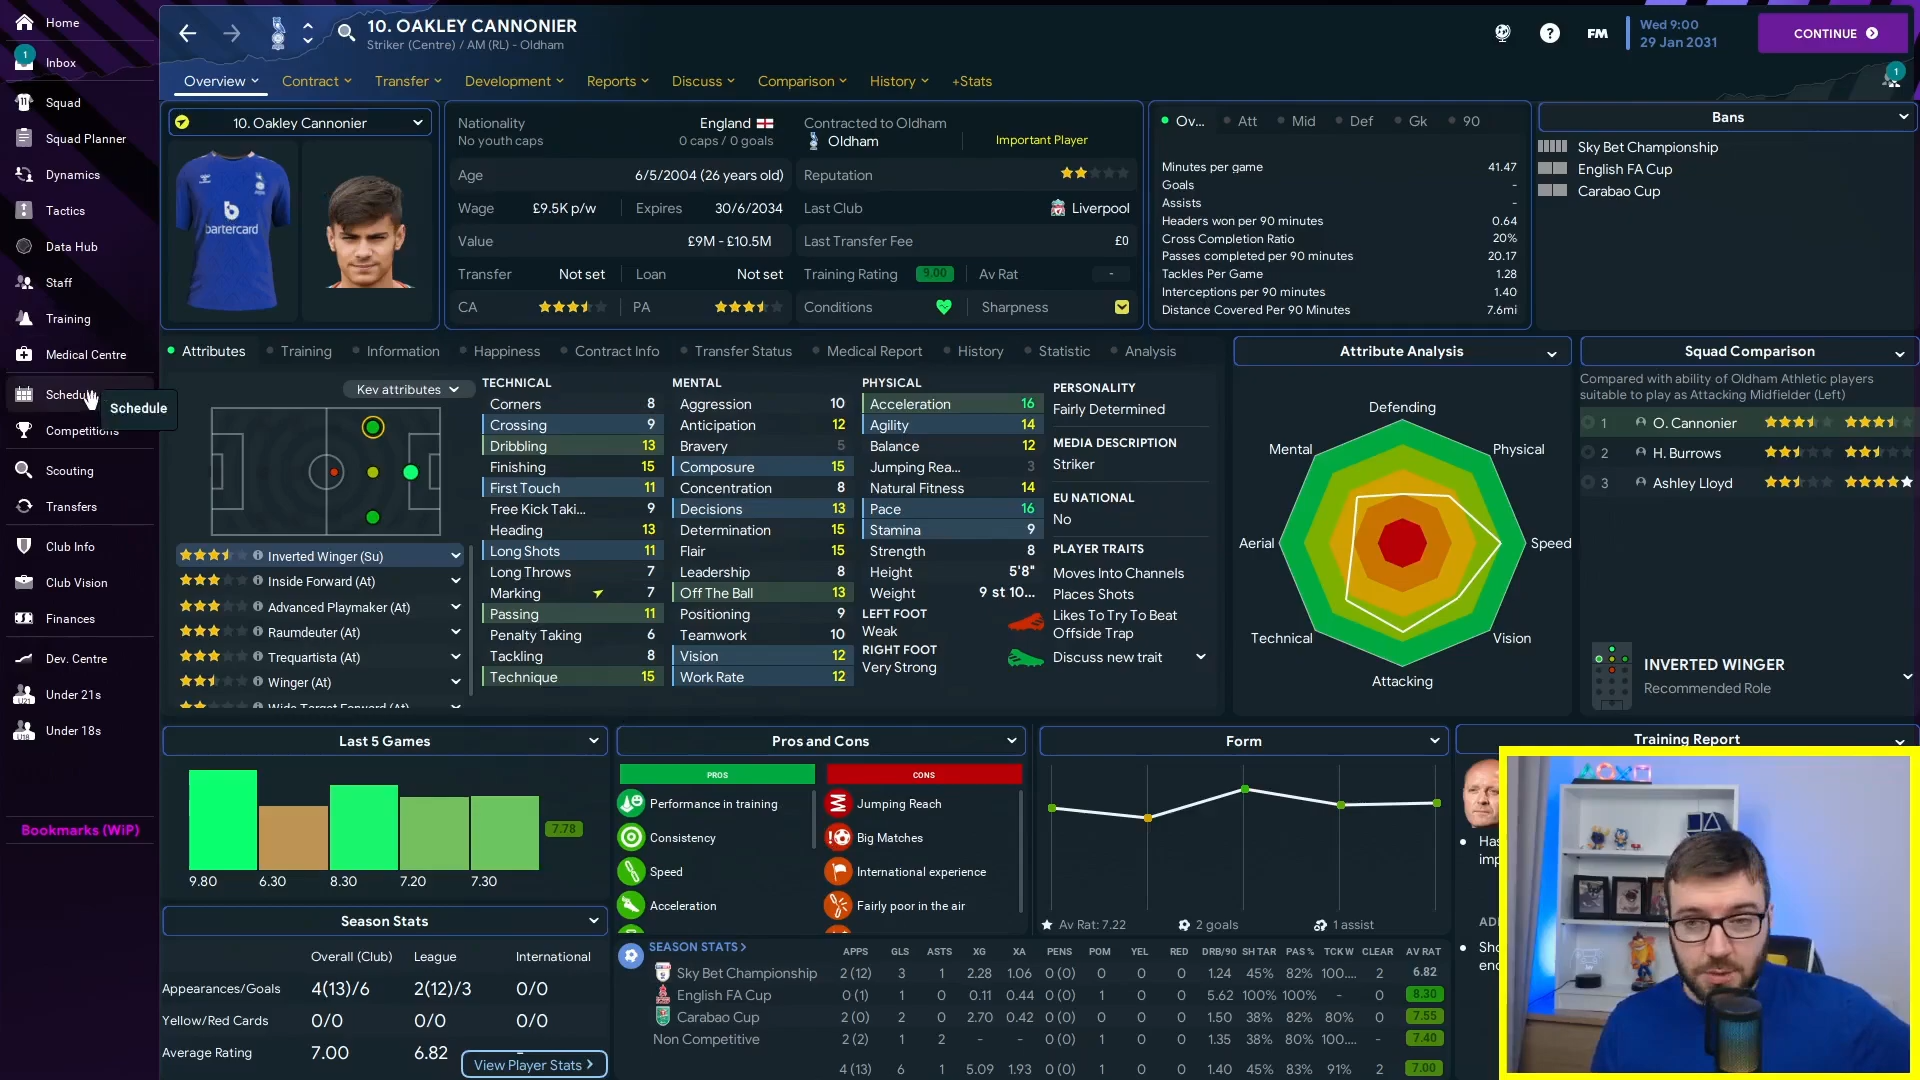 Home
1
Inbox
Squad
Squad Planner
Dynamics
Tactics
Data Hub
Staff
Training
Medical Centre
Schedule
Schedule
Competitions
Scouting
Transfers
Club Info
Club Vision
Finances
Dev. Centre
Under 21s
Under 18s
Bookmarks (WiP)
10. OAKLEY CANNONIER
Striker (Centre) / AM (RL) - Oldham
FM
Wed 9:00
29 Jan 2031
CONTINUE
1
Overview Contract Transfer Development Reports Discuss Comparison History +Stats
10. Oakley Cannonier
bartercard
Nationality England
No youth caps 0 caps / 0 goals
Age 6/5/2004 (26 years old)
Wage £9.5K p/w Expires 30/6/2034
Value £9M - £10.5M
Transfer Not set Loan Not set
CA PA
Contracted to Oldham
Oldham Important Player
Reputation
Last Club Liverpool
Last Transfer Fee £0
Training Rating 9.00 Av Rat -
Conditions Sharpness
Ov... Att Mid Def Gk 90
Minutes per game 41.47
Goals -
Assists -
Headers won per 90 minutes 0.64
Cross Completion Ratio 20%
Passes completed per 90 minutes 20.17
Tackles Per Game 1.28
Interceptions per 90 minutes 1.40
Distance Covered Per 90 Minutes 7.6mi
Bans
Sky Bet Championship
English FA Cup
Carabao Cup
Attributes Training Information Happiness Contract Info Transfer Status Medical Report History Statistic Analysis
Key attributes
Inverted Winger (Su)
Inside Forward (At)
Advanced Playmaker (At)
Raumdeuter (At)
Trequartista (At)
Winger (At)
Wide Target Forward (At)
TECHNICAL
Corners 8
Crossing 9
Dribbling 13
Finishing 15
First Touch 11
Free Kick Taki... 9
Heading 13
Long Shots 11
Long Throws 7
Marking 7
Passing 11
Penalty Taking 6
Tackling 8
Technique 15
MENTAL
Aggression 10
Anticipation 12
Bravery 5
Composure 15
Concentration 8
Decisions 13
Determination 15
Flair 15
Leadership 8
Off The Ball 13
Positioning 9
Teamwork 10
Vision 12
Work Rate 12
PHYSICAL
Acceleration 16
Agility 14
Balance 12
Jumping Rea... 3
Natural Fitness 14
Pace 16
Stamina 9
Strength 8
Height 5'8"
Weight 9 st 10...
LEFT FOOT
Weak
RIGHT FOOT
Very Strong
PERSONALITY
Fairly Determined
MEDIA DESCRIPTION
Striker
EU NATIONAL
No
PLAYER TRAITS
Moves Into Channels
Places Shots
Likes To Try To Beat
Offside Trap
Discuss new trait
Attribute Analysis
Defending
Mental Physical
Aerial Speed
Technical Vision
Attacking
Squad Comparison
Compared with ability of Oldham Athletic players
suitable to play as Attacking Midfielder (Left)
1 O. Cannonier
2 H. Burrows
3 Ashley Lloyd
INVERTED WINGER
Recommended Role
Last 5 Games
7.78
9.80 6.30 8.30 7.20 7.30
Season Stats
Overall (Club) League International
Appearances/Goals 4(13)/6 2(12)/3 0/0
Yellow/Red Cards 0/0 0/0 0/0
Average Rating 7.00 6.82 -
View Player Stats >
Pros and Cons
PROS CONS
Performance in training
Consistency
Speed
Acceleration
Jumping Reach
Big Matches
International experience
Fairly poor in the air
Form
Av Rat: 7.22 2 goals 1 assist
SEASON STATS > APPS GLS ASTS XG XA PENS POM YEL RED DRB/90 SH TAR PAS % TCK W CLEAR AV RAT
Sky Bet Championship 2 (12) 3 1 2.28 1.06 0 (0) 0 0 0 1.24 45% 82% 100.... 2 6.82
English FA Cup 0 (1) 1 0 0.11 0.44 0 (0) 1 0 0 5.62 100% 100% - 0 8.30
Carabao Cup 2 (0) 2 0 2.70 0.42 0 (0) 0 0 0 1.50 38% 82% 80% 0 7.55
Non Competitive 2 (2) 1 2 - - 0 (0) 1 0 0 1.35 38% 80% 100.... - 7.40
4 (13) 6 1 5.09 1.93 0 (0) 1 0 0 1.40 45% 83% 91% 2 7.00
Training Report
Has
imp
AD
Sho
end